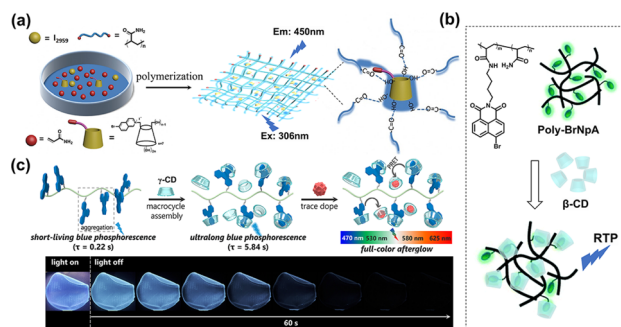 (a)
= I₂₉₅₉
NH₂
n
Em: 450nm
polymerization
Ex: 306nm
(b)
Poly-BrNpA
Br
β-CD
RTP
(c)
aggregation
short-living blue phosphorescence
(τ = 0.22 s)
γ-CD
macrocycle
assembly
ultralong blue phosphorescence
(τ = 5.84 s)
trace dope
470 nm 530 nm 580 nm 625 nm
full-color afterglow
light on light off
60 s